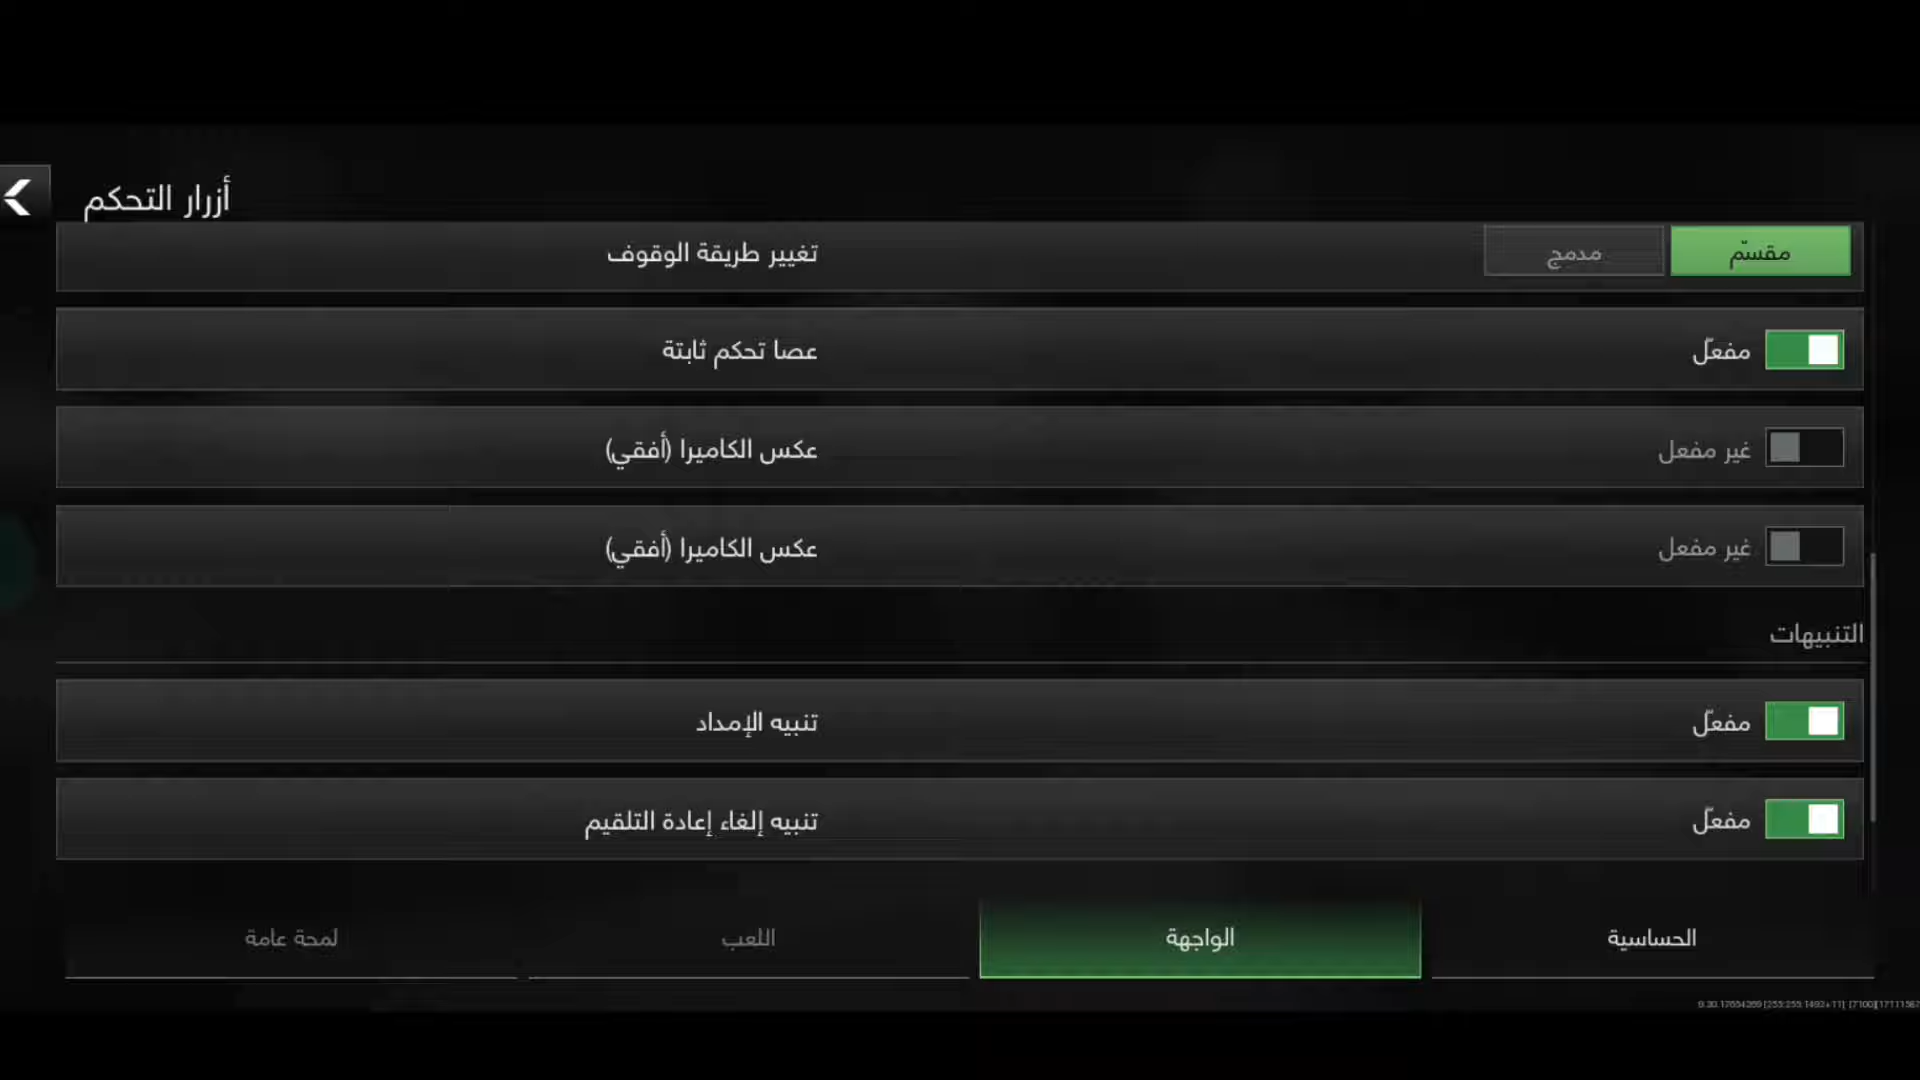 أزرار التحكم
تغيير طريقة الوقوف
مدمج
مقسّم
عصا تحكم ثابتة
مفعّل
عكس الكاميرا (أفقي)
غير مفعل
عكس الكاميرا (أفقي)
غير مفعل
التنبيهات
تنبيه الإمداد
مفعّل
تنبيه إلغاء إعادة التلقيم
مفعّل
الحساسية
الواجهة
اللعب
لمحة عامة